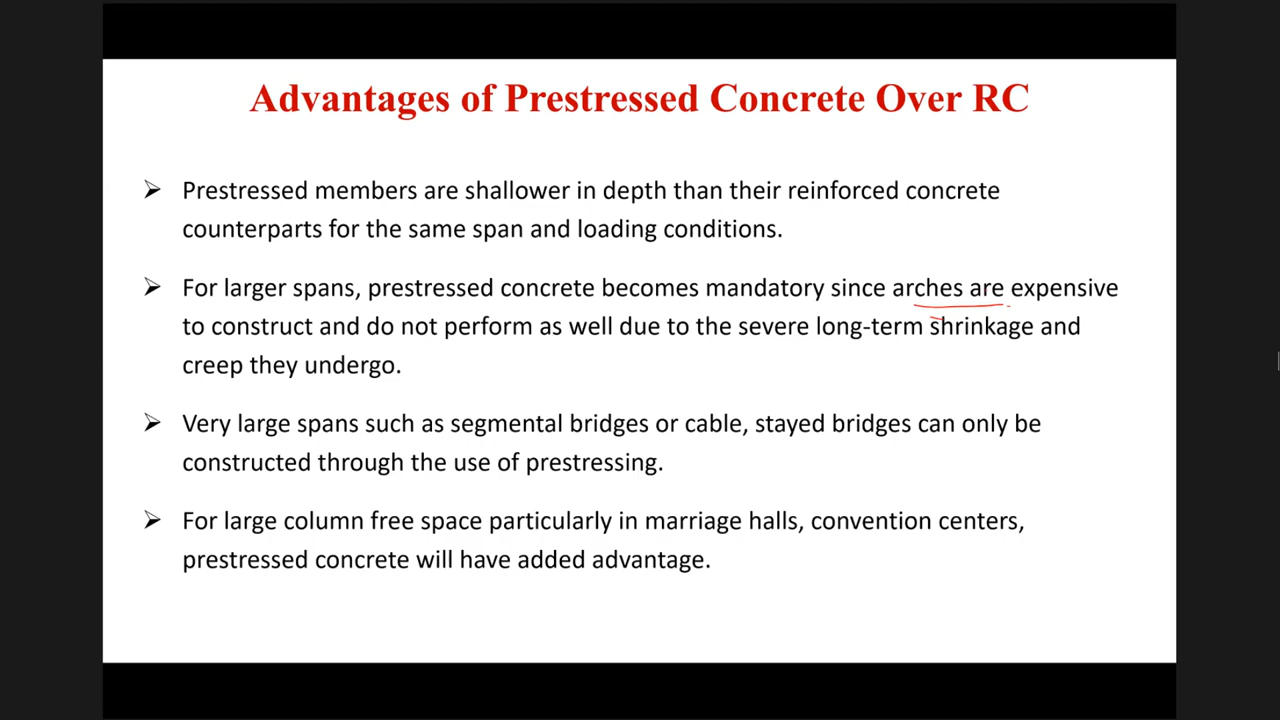 Advantages of Prestressed Concrete Over RC
➢ Prestressed members are shallower in depth than their reinforced concrete
counterparts for the same span and loading conditions.
➢ For larger spans, prestressed concrete becomes mandatory since arches are expensive
to construct and do not perform as well due to the severe long-term shrinkage and
creep they undergo.
➢ Very large spans such as segmental bridges or cable, stayed bridges can only be
constructed through the use of prestressing.
➢ For large column free space particularly in marriage halls, convention centers,
prestressed concrete will have added advantage.